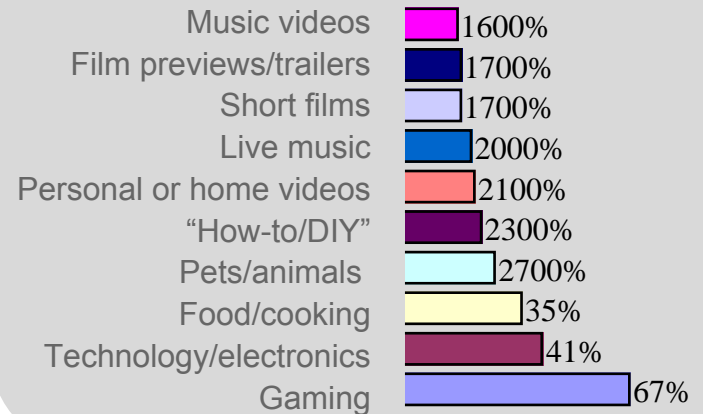 Music videos 1600%
Film previews/trailers 1700%
Short films 1700%
Live music 2000%
Personal or home videos 2100%
“How-to/DIY” 2300%
Pets/animals 2700%
Food/cooking 35%
Technology/electronics 41%
Gaming 67%